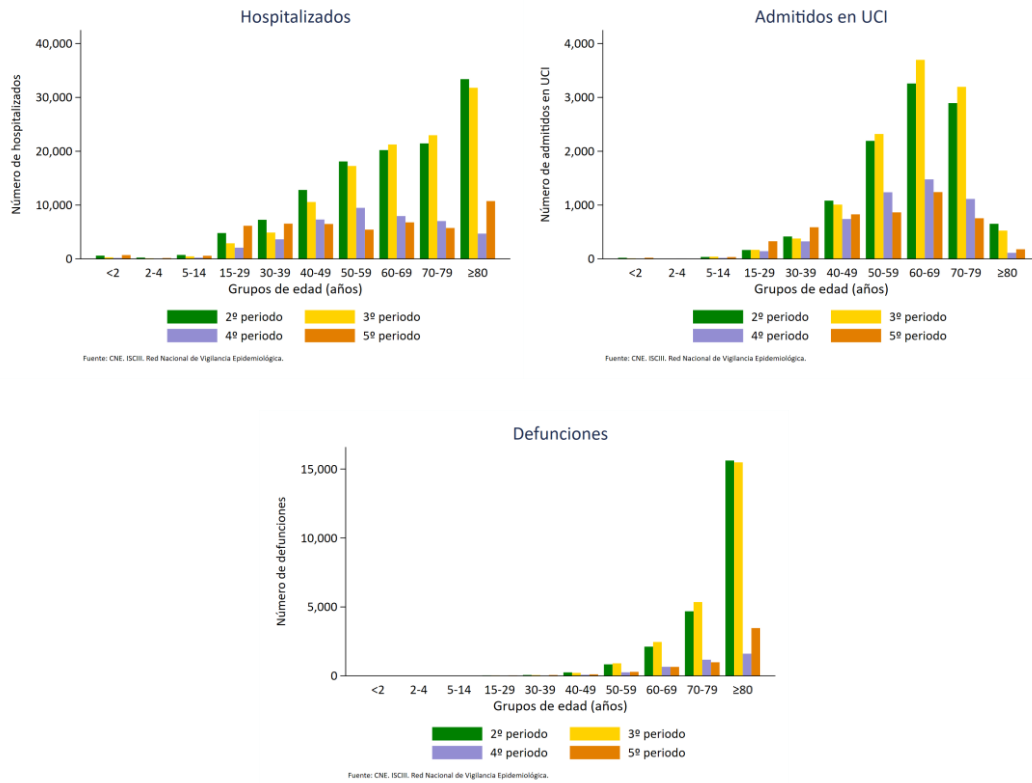 Hospitalizados
Número de hospitalizados
40,000
30,000
20,000
10,000
0
<2 2-4 5-14 15-29 30-39 40-49 50-59 60-69 70-79 ≥80
Grupos de edad (años)
2º periodo 3º periodo
4º periodo 5º periodo
Fuente: CNE. ISCIII. Red Nacional de Vigilancia Epidemiológica.
Admitidos en UCI
Número de admitidos en UCI
4,000
3,000
2,000
1,000
0
<2 2-4 5-14 15-29 30-39 40-49 50-59 60-69 70-79 ≥80
Grupos de edad (años)
2º periodo 3º periodo
4º periodo 5º periodo
Fuente: CNE. ISCIII. Red Nacional de Vigilancia Epidemiológica.
Defunciones
Número de defunciones
15,000
10,000
5,000
0
<2 2-4 5-14 15-29 30-39 40-49 50-59 60-69 70-79 ≥80
Grupos de edad (años)
2º periodo 3º periodo
4º periodo 5º periodo
Fuente: CNE. ISCIII. Red Nacional de Vigilancia Epidemiológica.